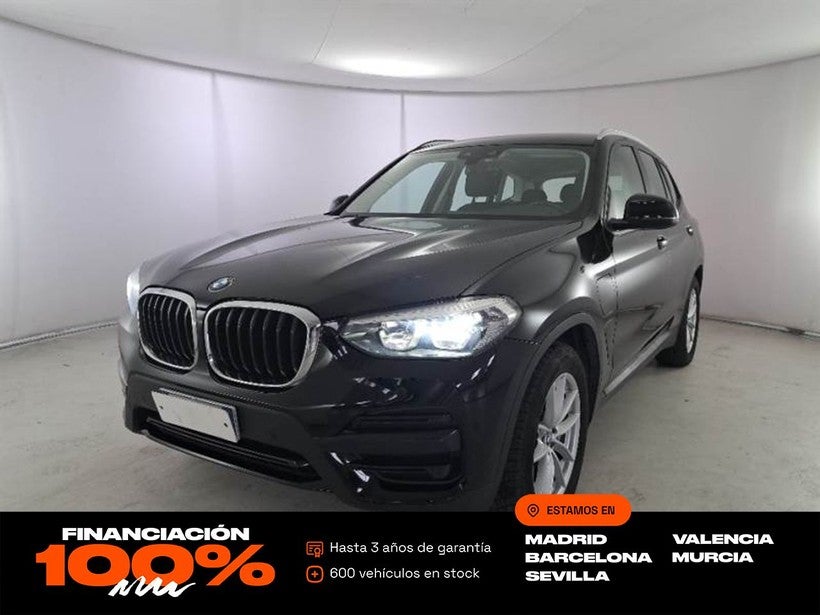 FINANCIACIÓN
100%
Hasta 3 años de garantía
600 vehículos en stock
ESTAMOS EN
MADRID
BARCELONA
SEVILLA
VALENCIA
MURCIA